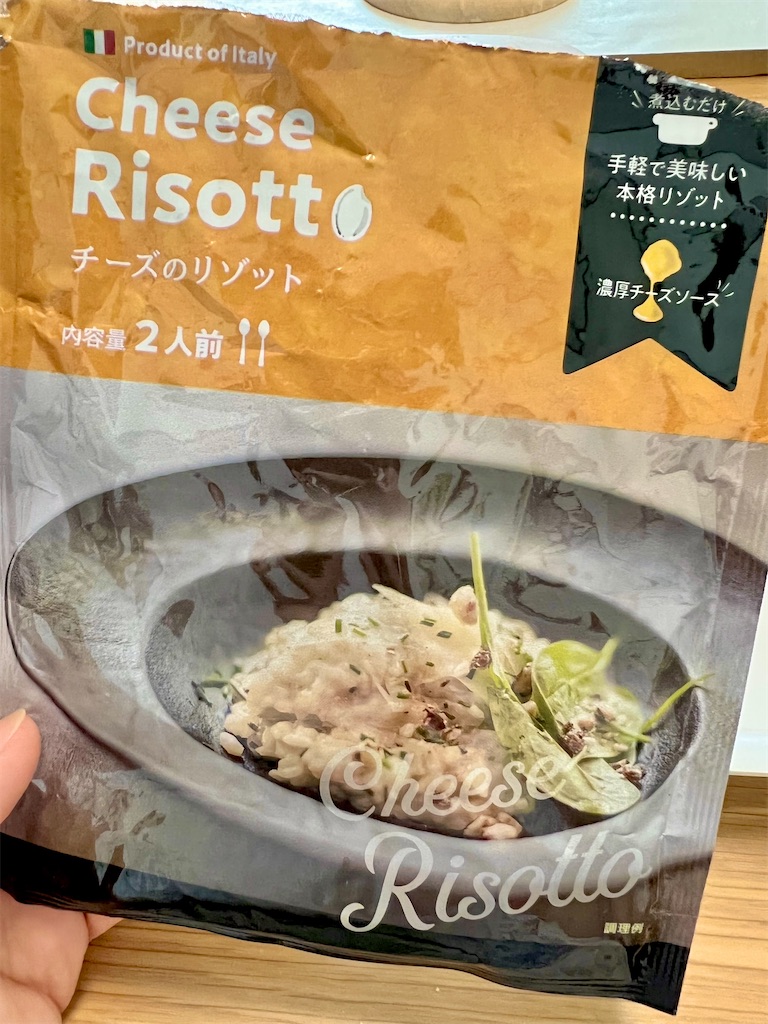 Product of Italy
Cheese
Risotto
チーズのリゾット
内容量 2人前
煮込むだけ
手軽で美味しい
本格リゾット
濃厚チーズソース
Cheese
Risotto
調理例